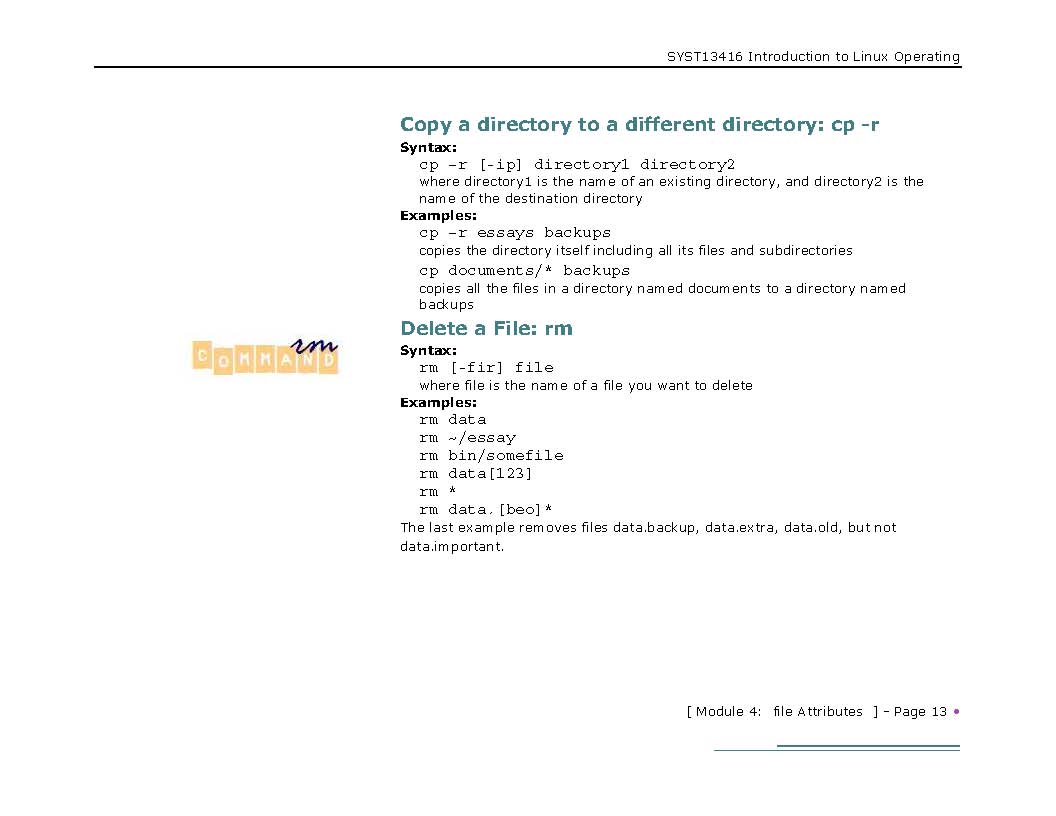 SYST13416 Introduction to Linux Operating
Copy a directory to a different directory: cp -r
Syntax:
cp –r [-ip] directory1 directory2
where directory1 is the name of an existing directory, and directory2 is the
name of the destination directory
Examples:
cp –r essays backups
copies the directory itself including all its files and subdirectories
cp documents/* backups
copies all the files in a directory named documents to a directory named
backups
Delete a File: rm
COMMAND rm
Syntax:
rm [-fir] file
where file is the name of a file you want to delete
Examples:
rm data
rm ~/essay
rm bin/somefile
rm data[123]
rm *
rm data.[beo]*
The last example removes files data.backup, data.extra, data.old, but not
data.important.
[ Module 4: file Attributes ] – Page 13 •